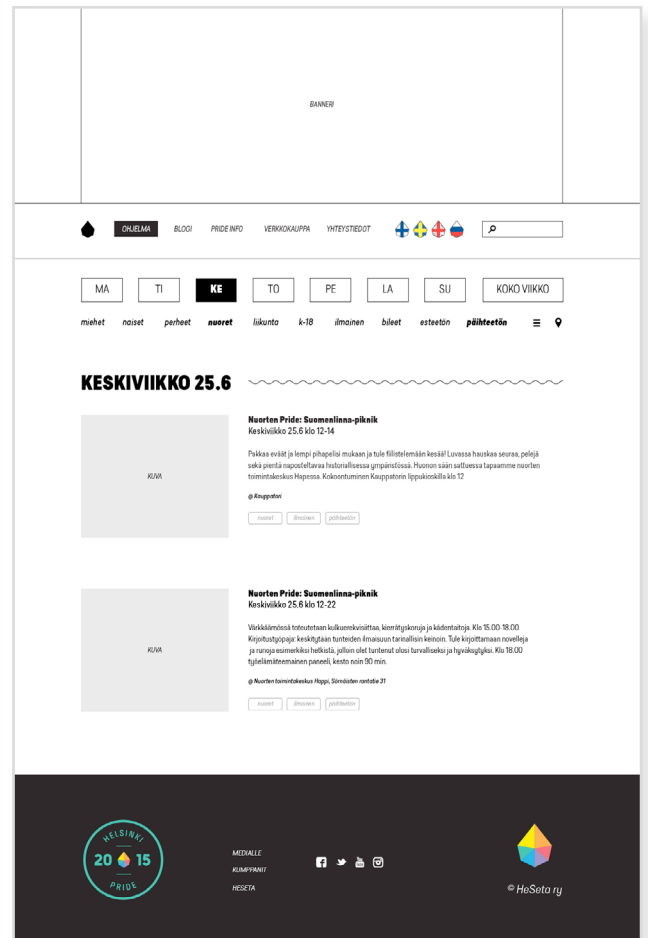 BANNERI
OHJELMA BLOGI PRIDE INFO VERKKOKAUPPA YHTEYSTIEDOT
MA TI KE TO PE LA SU KOKO VIIKKO
miehet naiset perheet nuoret liikunta k-18 ilmainen bileet esteetön päihteetön
KESKIVIIKKO 25.6
KUVA
Nuorten Pride: Suomenlinna-piknik
Keskiviikko 25.6 klo 12-14
Pakkaa eväät ja lempi pihapelisi mukaan ja tule fiilistelemään kesää! Luvassa hauskaa seuraa, pelejä
sekä pientä naposteltavaa historiallisessa ympäristössä. Huonon sään sattuessa tapaamme nuorten
toimintakeskus Hapessa. Kokoontuminen Kauppatorin lippukioskilla klo 12
@ Kauppatori
naiset ilmainen päihteetön
KUVA
Nuorten Pride: Suomenlinna-piknik
Keskiviikko 25.6 klo 12-22
Värkkäämössä toteutetaan kulkuerekvisiittaa, kierrätyskoruja ja kädentaitoja. Klo 15.00-18.00
Kirjoitustyöpaja: keskitytään tunteiden ilmaisuun tarinallisin keinoin. Tule kirjoittamaan novelleja
ja runoja esimerkiksi hetkistä, jolloin olet tuntenut olosi turvalliseksi ja hyväksytyksi. Klo 18.00
työelämäteemainen paneeli, kesto noin 90 min.
@ Nuorten toimintakeskus Happi, Sörnäisten rantatie 31
nuoret ilmainen päihteetön
HELSINKI
20 15
PRIDE
MEDIALLE
KUMPPANIT
HESETA
© HeSeta ry